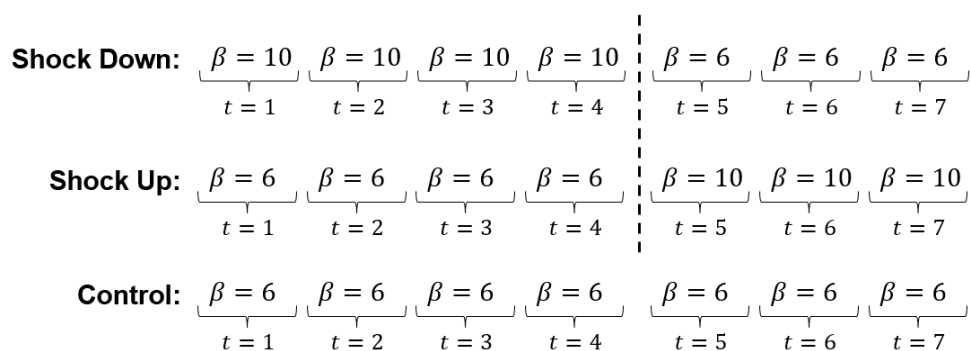 Shock Down: β = 10 β = 10 β = 10 β = 10 β = 6 β = 6 β = 6
t = 1 t = 2 t = 3 t = 4 t = 5 t = 6 t = 7
Shock Up: β = 6 β = 6 β = 6 β = 6 β = 10 β = 10 β = 10
t = 1 t = 2 t = 3 t = 4 t = 5 t = 6 t = 7
Control: β = 6 β = 6 β = 6 β = 6 β = 6 β = 6 β = 6
t = 1 t = 2 t = 3 t = 4 t = 5 t = 6 t = 7